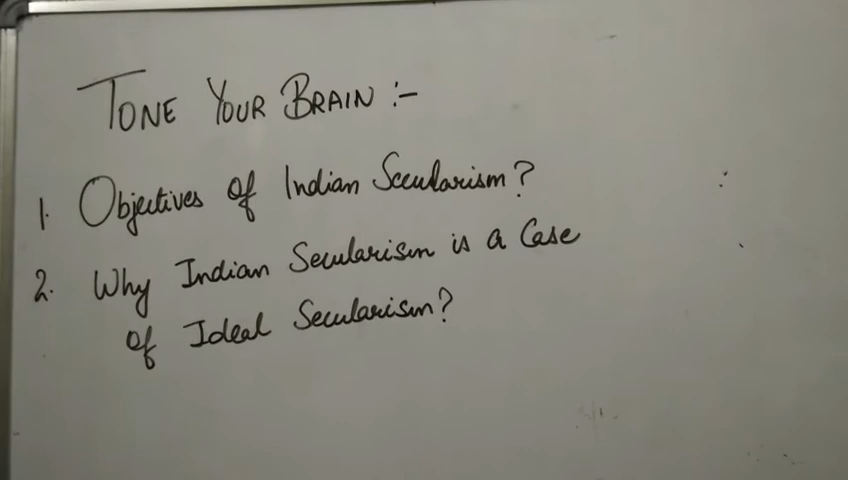 TONE YOUR BRAIN :-
1. Objectives of Indian Secularism?
2. Why Indian Secularism is a Case
of Ideal Secularism?